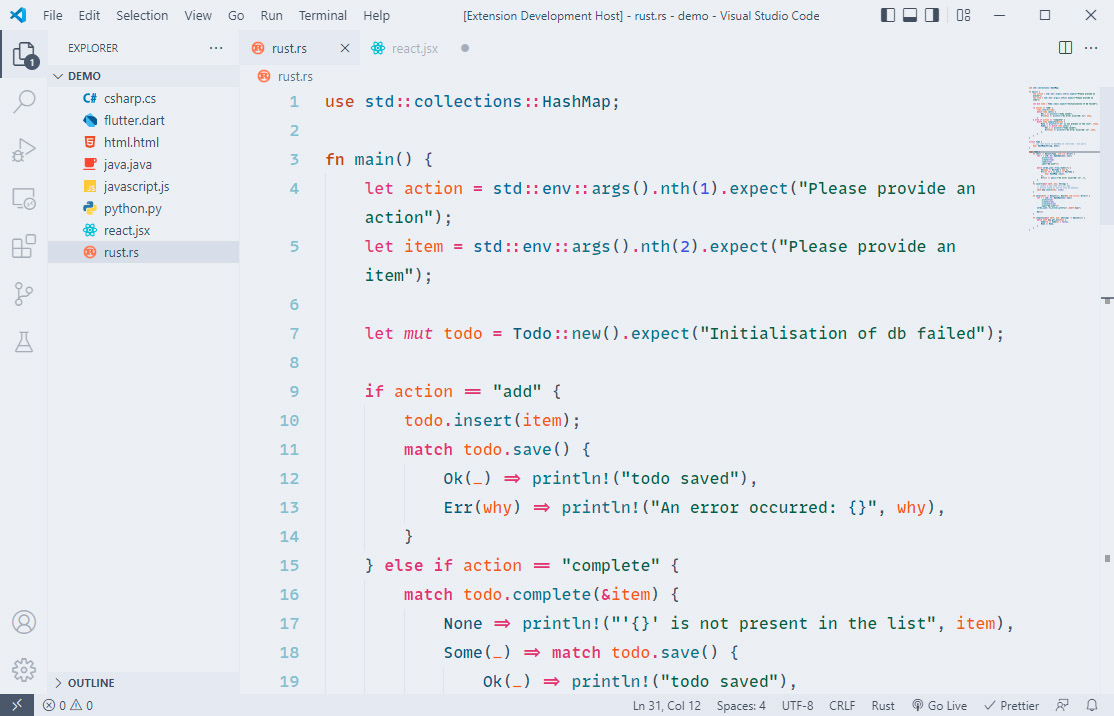 File Edit Selection View Go Run Terminal Help [Extension Development Host] - rust.rs - demo - Visual Studio Code
EXPLORER ···
1
DEMO
csharp.cs
flutter.dart
html.html
java.java
javascript.js
python.py
react.jsx
rust.rs
OUTLINE
rust.rs react.jsx
rust.rs
1 use std::collections::HashMap;
2
3 fn main() {
4 let action = std::env::args().nth(1).expect("Please provide an
action");
5 let item = std::env::args().nth(2).expect("Please provide an
item");
6
7 let mut todo = Todo::new().expect("Initialisation of db failed");
8
9 if action == "add" {
10 todo.insert(item);
11 match todo.save() {
12 Ok(_) => println!("todo saved"),
13 Err(why) => println!("An error occurred: {}", why),
14 }
15 } else if action == "complete" {
16 match todo.complete(&item) {
17 None => println!("'{}' is not present in the list", item),
18 Some(_) => match todo.save() {
19 Ok(_) => println!("todo saved"),
0 0 Ln 31, Col 12 Spaces: 4 UTF-8 CRLF Rust Go Live Prettier